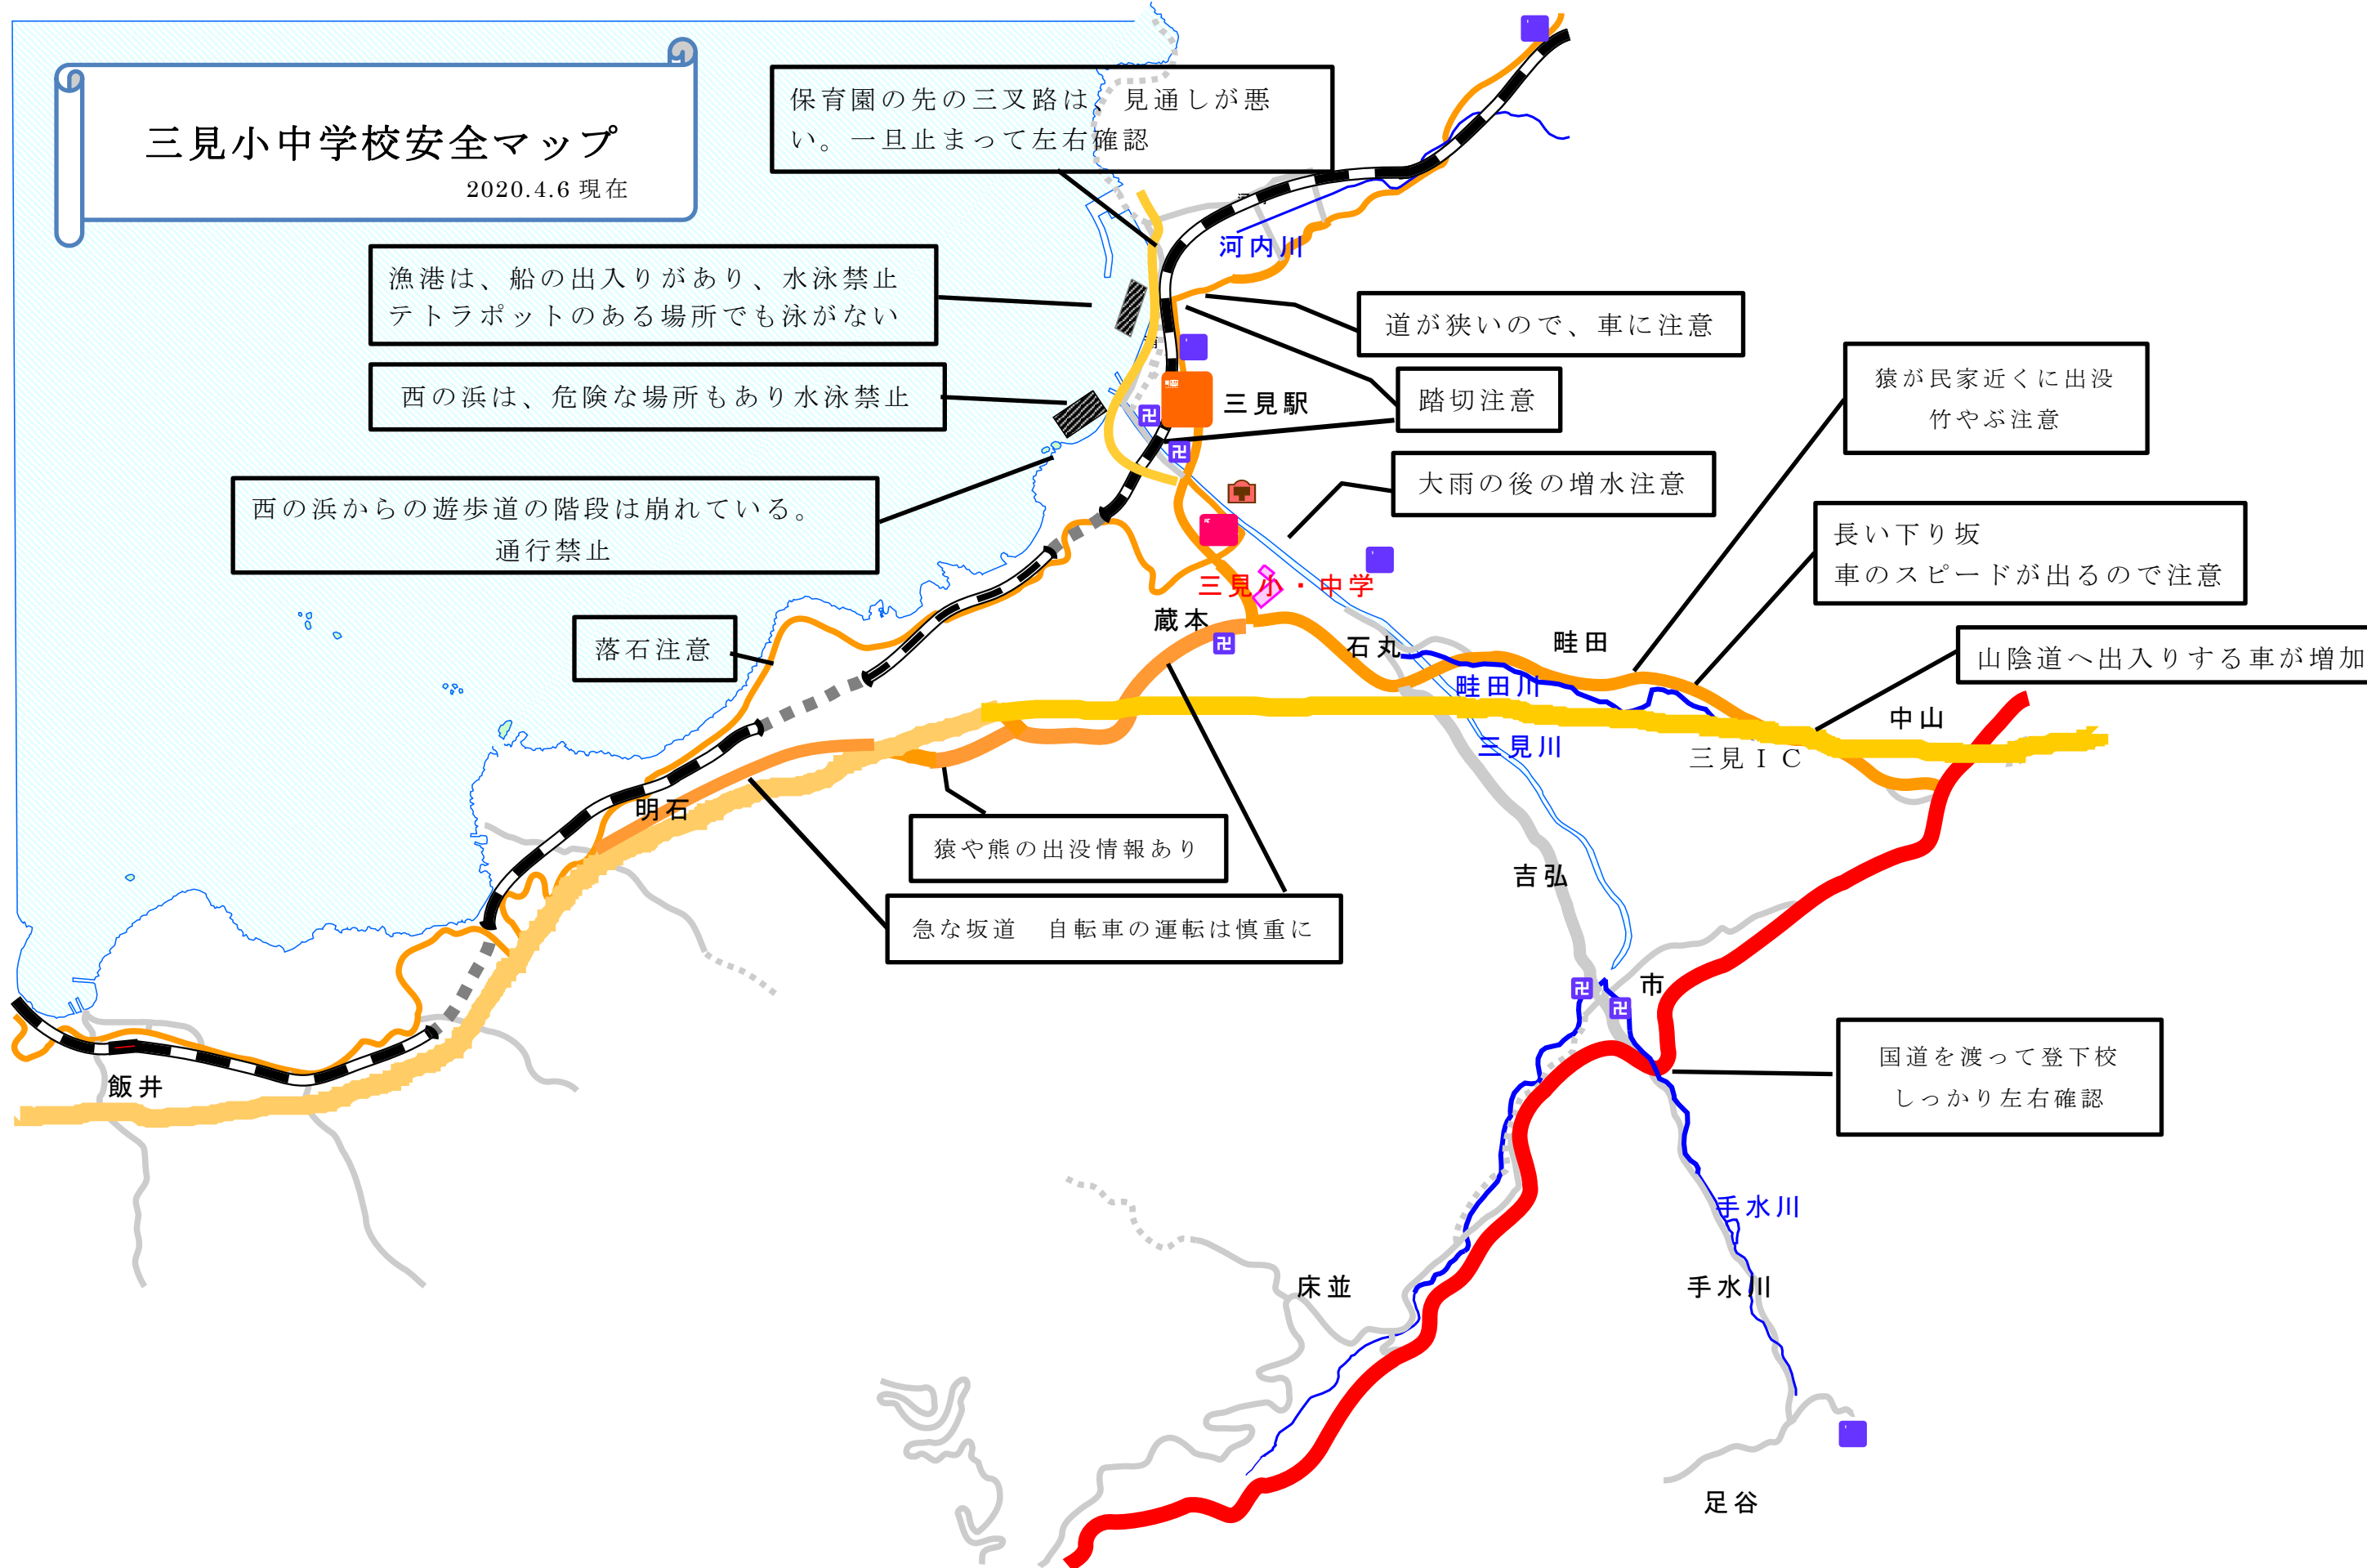 三見小中学校安全マップ
2020.4.6 現在
保育園の先の三叉路は、見通しが悪
い。一旦止まって左右確認
河内川
漁港は、船の出入りがあり、水泳禁止
テトラポットのある場所でも泳がない
道が狭いので、車に注意
西の浜は、危険な場所もあり水泳禁止
三見駅
踏切注意
猿が民家近くに出没
竹やぶ注意
西の浜からの遊歩道の階段は崩れている。
通行禁止
大雨の後の増水注意
長い下り坂
車のスピードが出るので注意
三見小・中学
蔵本
落石注意
石丸
畦田
山陰道へ出入りする車が増加
畦田川
中山
三見川
三見ＩＣ
明石
猿や熊の出没情報あり
吉弘
急な坂道　自転車の運転は慎重に
市
飯井
国道を渡って登下校
しっかり左右確認
手水川
床並
手水川
足谷